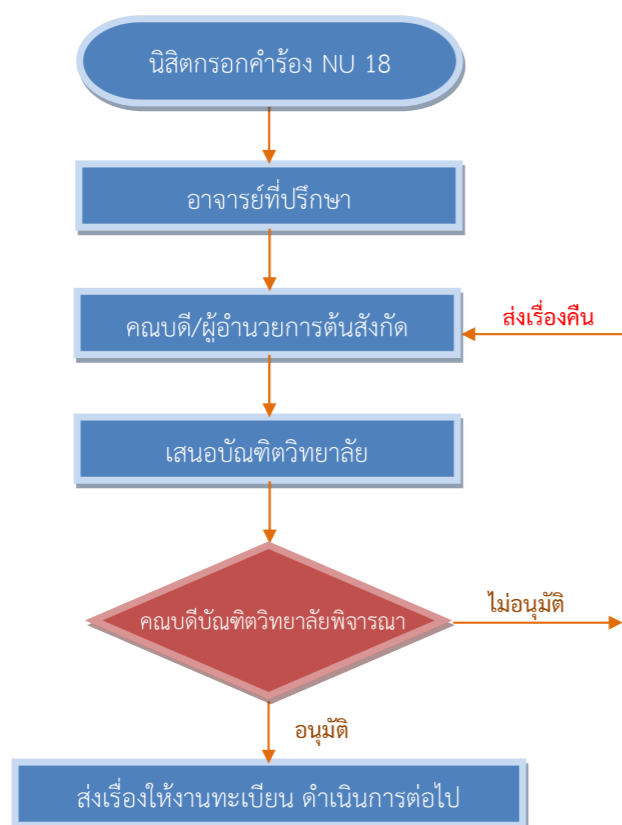 นิสิตกรอกคำร้อง NU 18
อาจารย์ที่ปรึกษา
คณบดี/ผู้อำนวยการต้นสังกัด
ส่งเรื่องคืน
เสนอบัณฑิตวิทยาลัย
คณบดีบัณฑิตวิทยาลัยพิจารณา
ไม่อนุมัติ
อนุมัติ
ส่งเรื่องให้งานทะเบียน ดำเนินการต่อไป